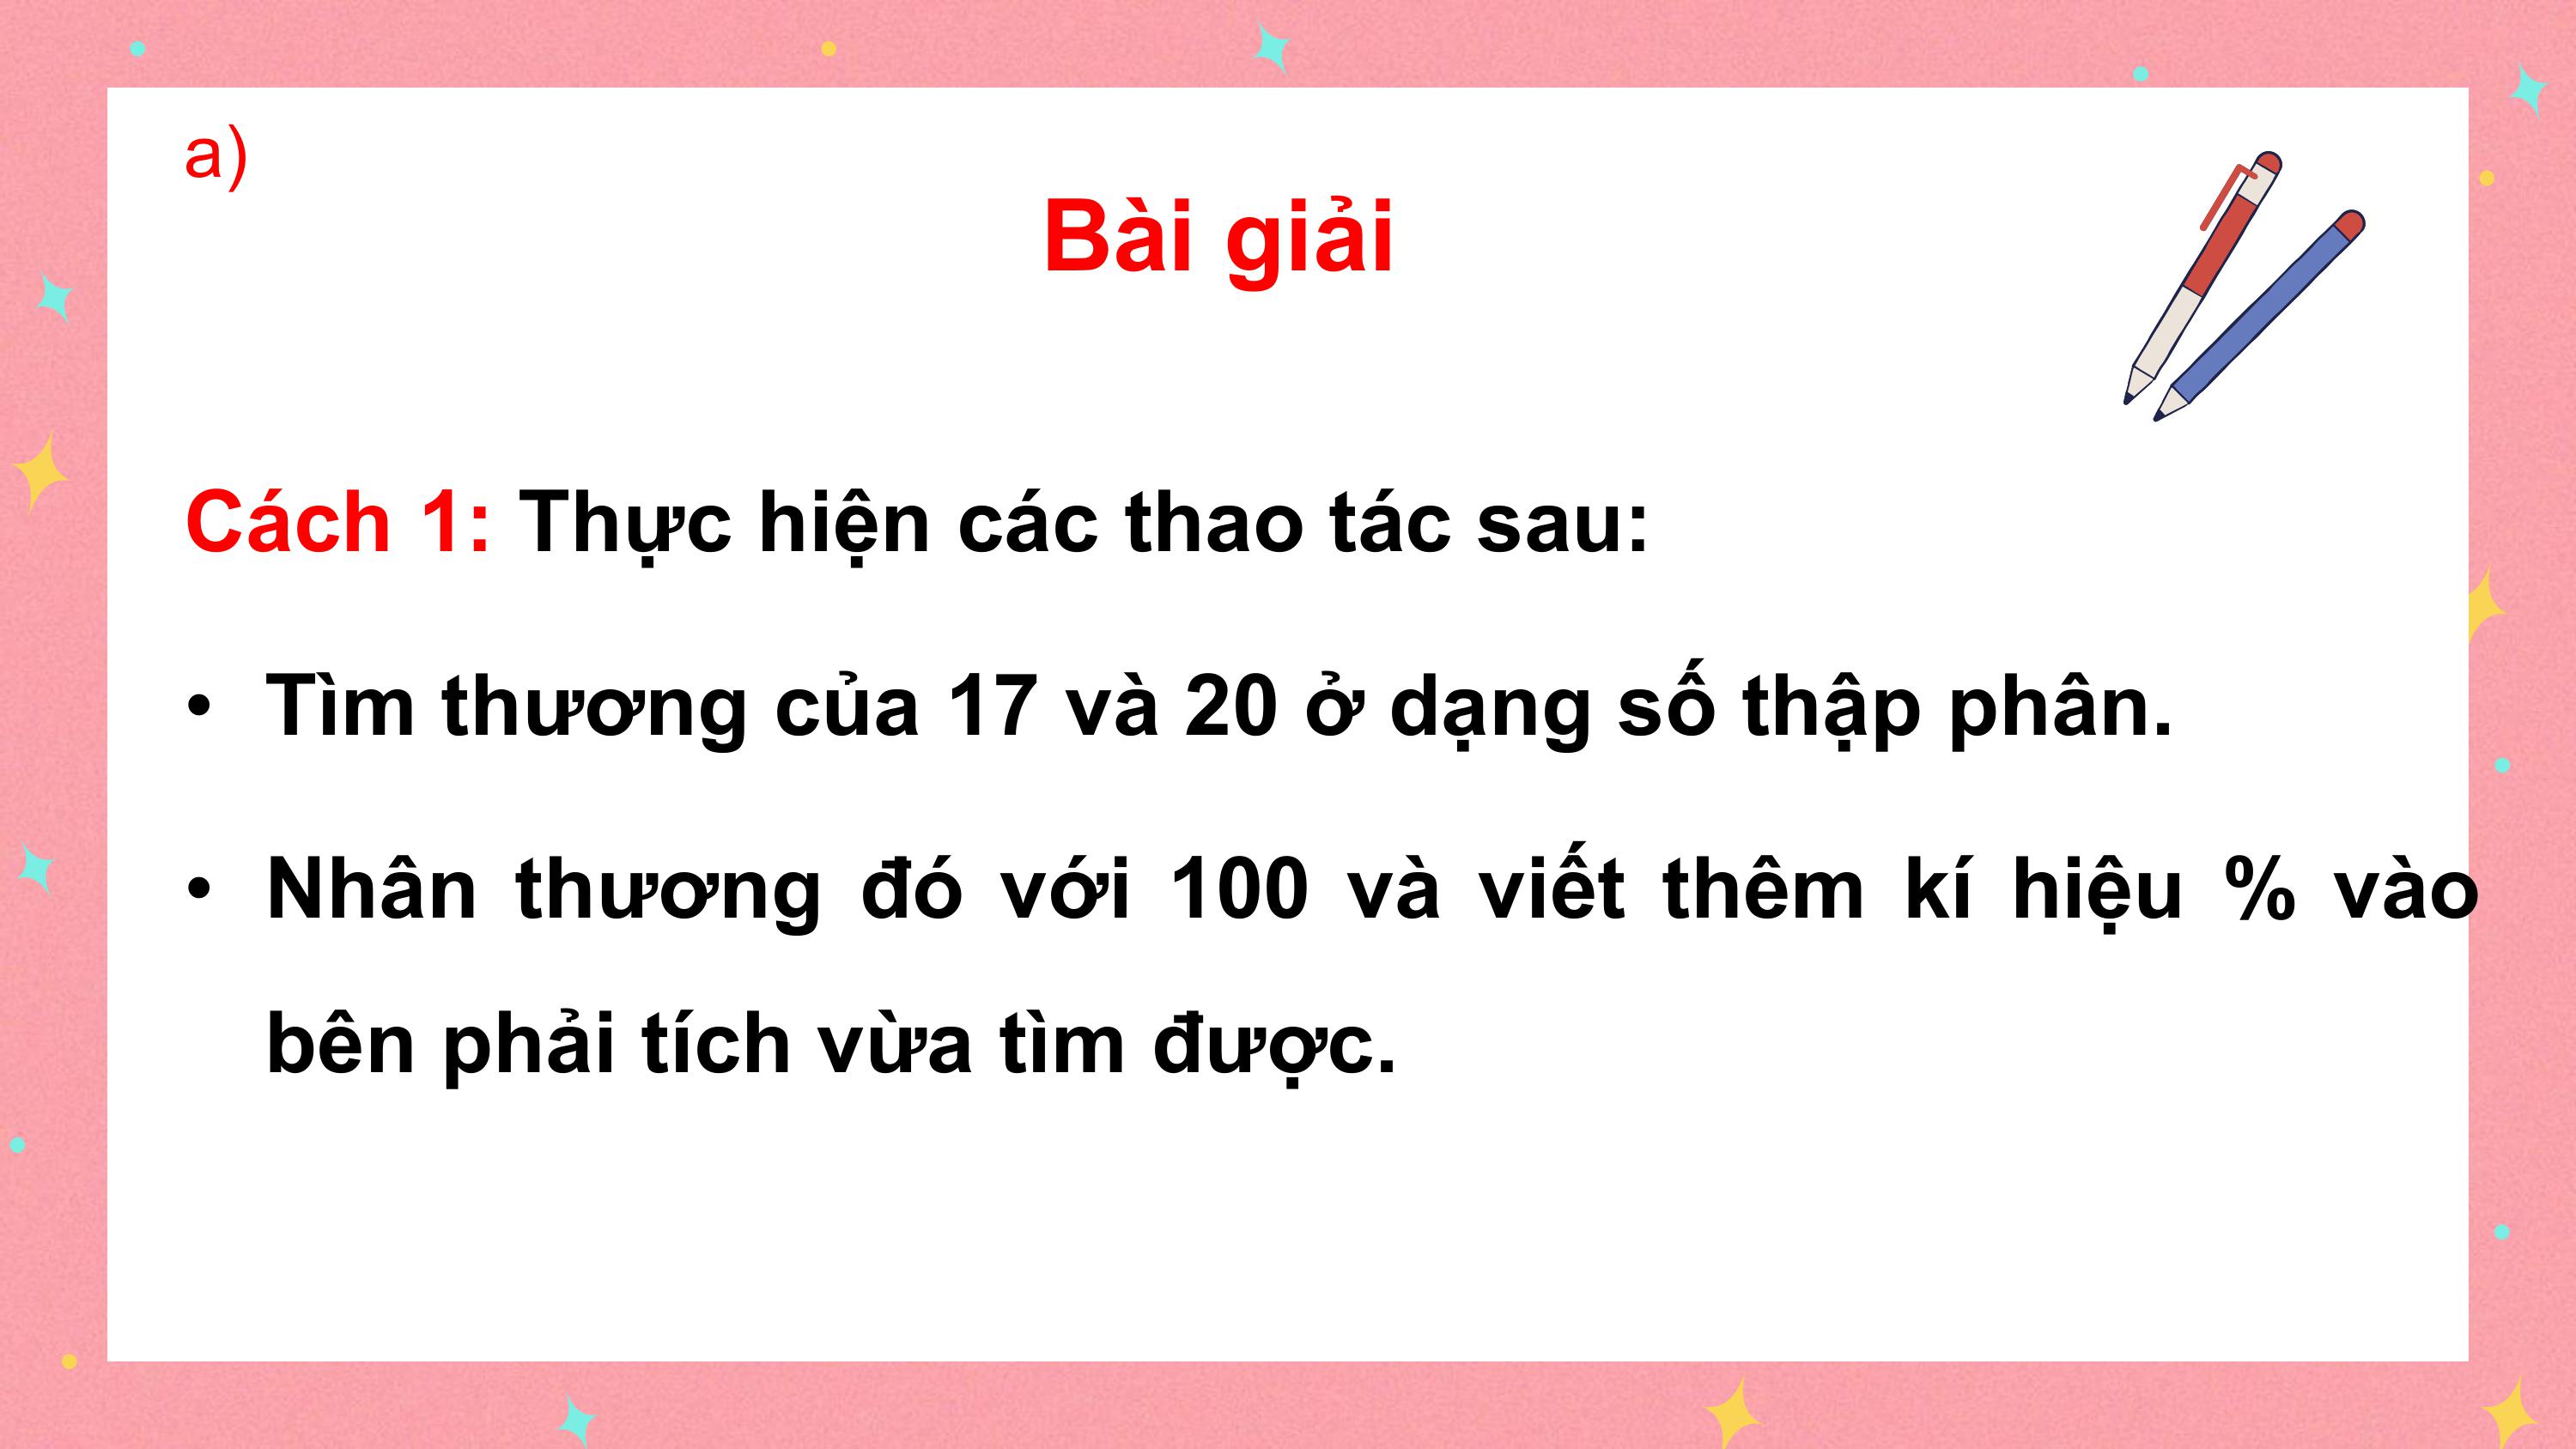 a)
Bài giải
Cách 1: Thực hiện các thao tác sau:
• Tìm thương của 17 và 20 ở dạng số thập phân.
• Nhân thương đó với 100 và viết thêm kí hiệu % vào
bên phải tích vừa tìm được.